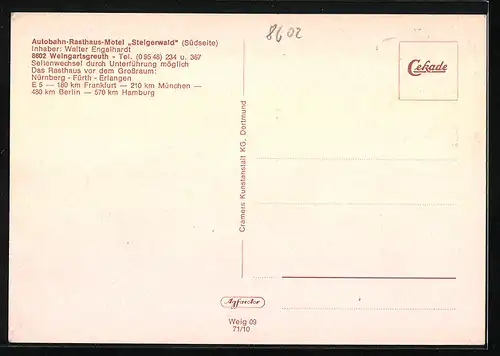 Autobahn-Rasthaus-Motel „Steigerwald" (Südseite)
Inhaber: Walter Engelhardt
8602 Weingartsgreuth - Tel. (0 95 48) 234 u. 367
Seitenwechsel durch Unterführung möglich
Das Rasthaus vor dem Großraum:
Nürnberg - Fürth - Erlangen
E 5 — 180 km Frankfurt — 210 km München —
480 km Berlin — 570 km Hamburg
8602
Cekade
Cramers Kunstanstalt KG, Dortmund
Agfacolor
Weig 09
71/10